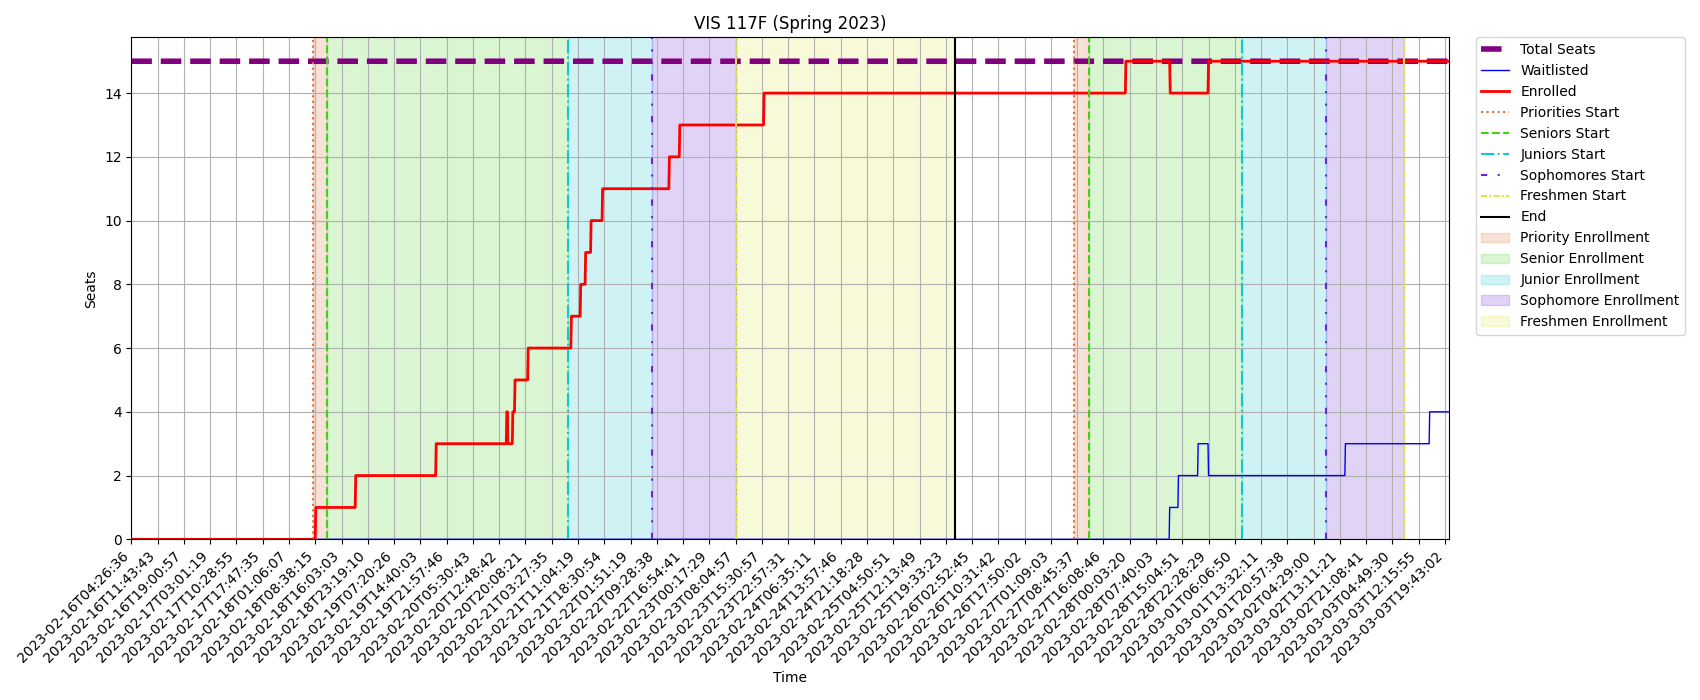 VIS 117F (Spring 2023)
Total Seats
Waitlisted
Enrolled
Priorities Start
Seniors Start
Juniors Start
Sophomores Start
Freshmen Start
End
Priority Enrollment
Senior Enrollment
Junior Enrollment
Sophomore Enrollment
Freshmen Enrollment
Seats
14
12
10
8
6
4
2
0
2023-02-16T04:26:36
2023-02-16T11:43:43
2023-02-16T19:00:57
2023-02-17T03:01:19
2023-02-17T10:28:55
2023-02-17T17:47:35
2023-02-18T01:06:07
2023-02-18T08:38:15
2023-02-18T16:03:03
2023-02-18T23:19:10
2023-02-19T07:20:26
2023-02-19T14:40:03
2023-02-19T21:57:46
2023-02-20T05:30:43
2023-02-20T12:48:42
2023-02-20T20:08:21
2023-02-21T03:27:35
2023-02-21T11:04:19
2023-02-21T18:30:54
2023-02-22T01:51:19
2023-02-22T09:28:38
2023-02-22T16:54:41
2023-02-23T00:17:29
2023-02-23T08:04:57
2023-02-23T15:30:57
2023-02-23T22:57:31
2023-02-24T06:35:11
2023-02-24T13:57:46
2023-02-24T21:18:28
2023-02-25T04:50:51
2023-02-25T12:13:49
2023-02-25T19:33:23
2023-02-26T02:52:45
2023-02-26T10:31:42
2023-02-26T17:50:02
2023-02-27T01:09:03
2023-02-27T08:45:37
2023-02-27T16:08:46
2023-02-28T00:03:20
2023-02-28T07:40:03
2023-02-28T15:04:51
2023-02-28T22:28:29
2023-03-01T06:06:50
2023-03-01T13:32:11
2023-03-01T20:57:38
2023-03-02T04:29:00
2023-03-02T13:11:21
2023-03-02T21:08:41
2023-03-03T04:49:30
2023-03-03T12:15:55
2023-03-03T19:43:02
Time